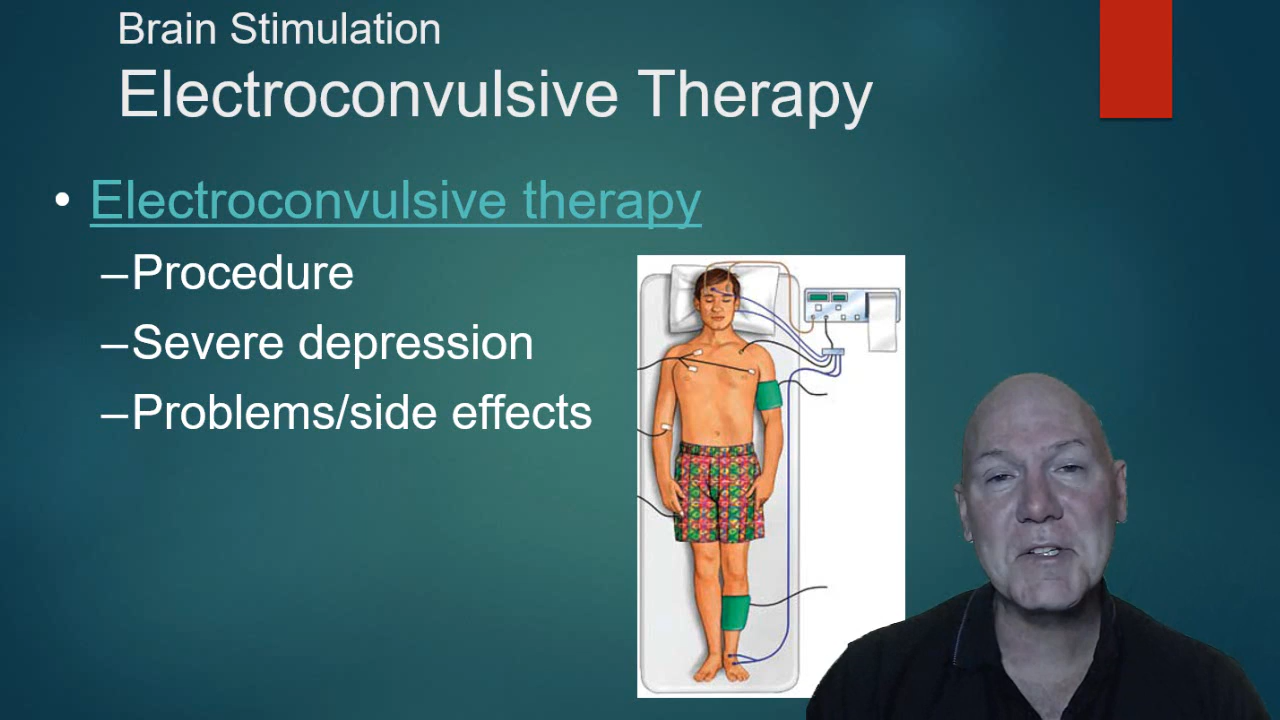 Brain Stimulation
Electroconvulsive Therapy
• Electroconvulsive therapy
–Procedure
–Severe depression
–Problems/side effects